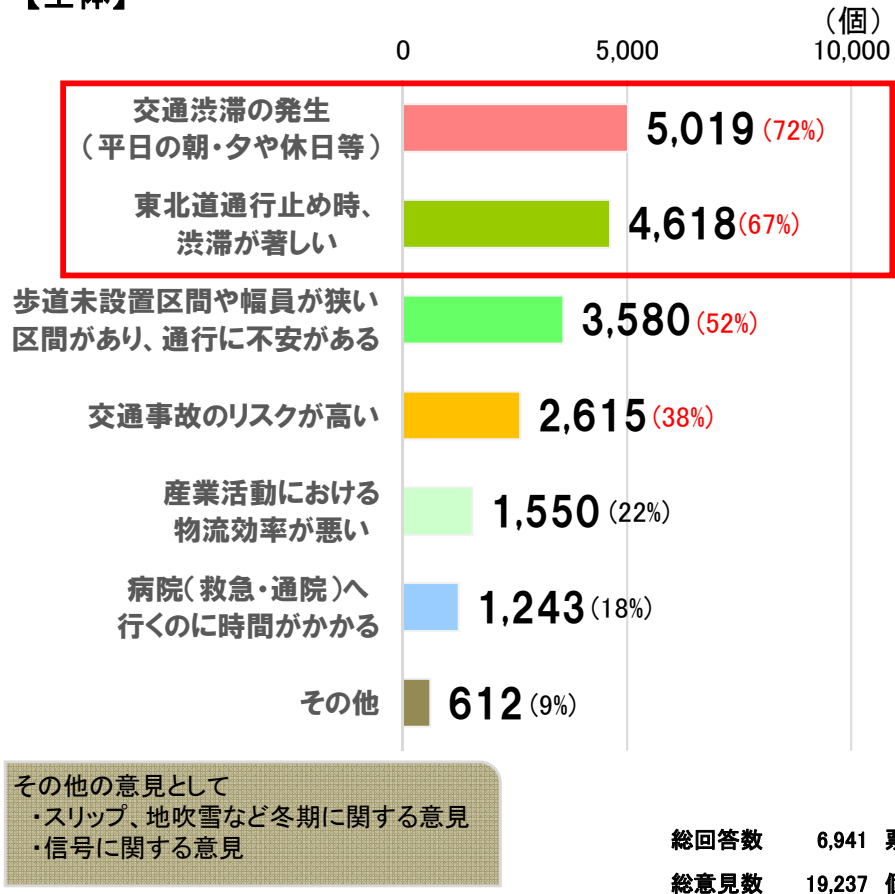 【全体】
（個）
0 5,000 10,000
交通渋滞の発生
（平日の朝・夕や休日等）
5,019（72%）
東北道通行止め時、
渋滞が著しい
4,618（67%）
歩道未設置区間や幅員が狭い
区間があり、通行に不安がある
3,580（52%）
交通事故のリスクが高い
2,615（38%）
産業活動における
物流効率が悪い
1,550（22%）
病院（救急・通院）へ
行くのに時間がかかる
1,243（18%）
その他
612（9%）
その他の意見として
・スリップ、地吹雪など冬期に関する意見
・信号に関する意見
総回答数 6,941 票
総意見数 19,237 個